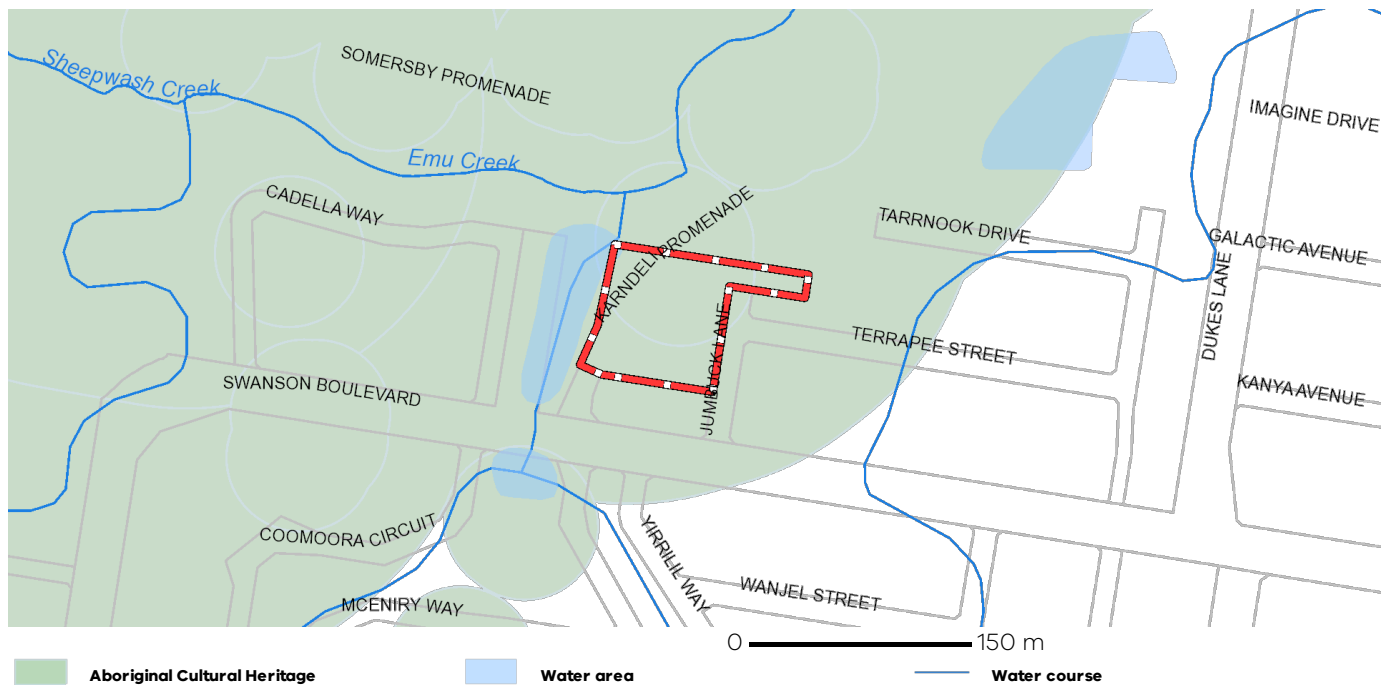 Sheepwash Creek
SOMERSBY PROMENADE
IMAGINE DRIVE
Emu Creek
CADELLA WAY
KARNDELI PROMENADE
TARRNOOK DRIVE
GALACTIC AVENUE
DUKES LANE
JUMBUCK LANE
TERRAPEE STREET
SWANSON BOULEVARD
KANYA AVENUE
COOMOORA CIRCUIT
YIRRILIL WAY
MCENIRY WAY
WANJEL STREET
0 150 m
Aboriginal Cultural Heritage
Water area
Water course